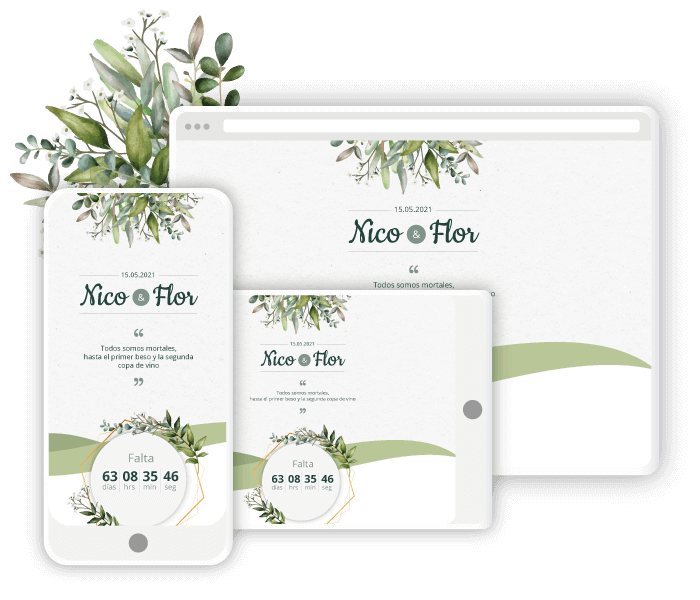 15.05.2021
Nico & Flor
“
Todos somos mortales,
o
15.05.2021
Nico & Flor
“
Todos somos mortales,
hasta el primer beso y la segunda
copa de vino
”
Falta
63 08 35 46
días hrs min seg
15.05.2021
Nico & Flor
“
Todos somos mortales,
hasta el primer beso y la segunda copa de vino
”
Falta
63 08 35 46
días hrs min seg